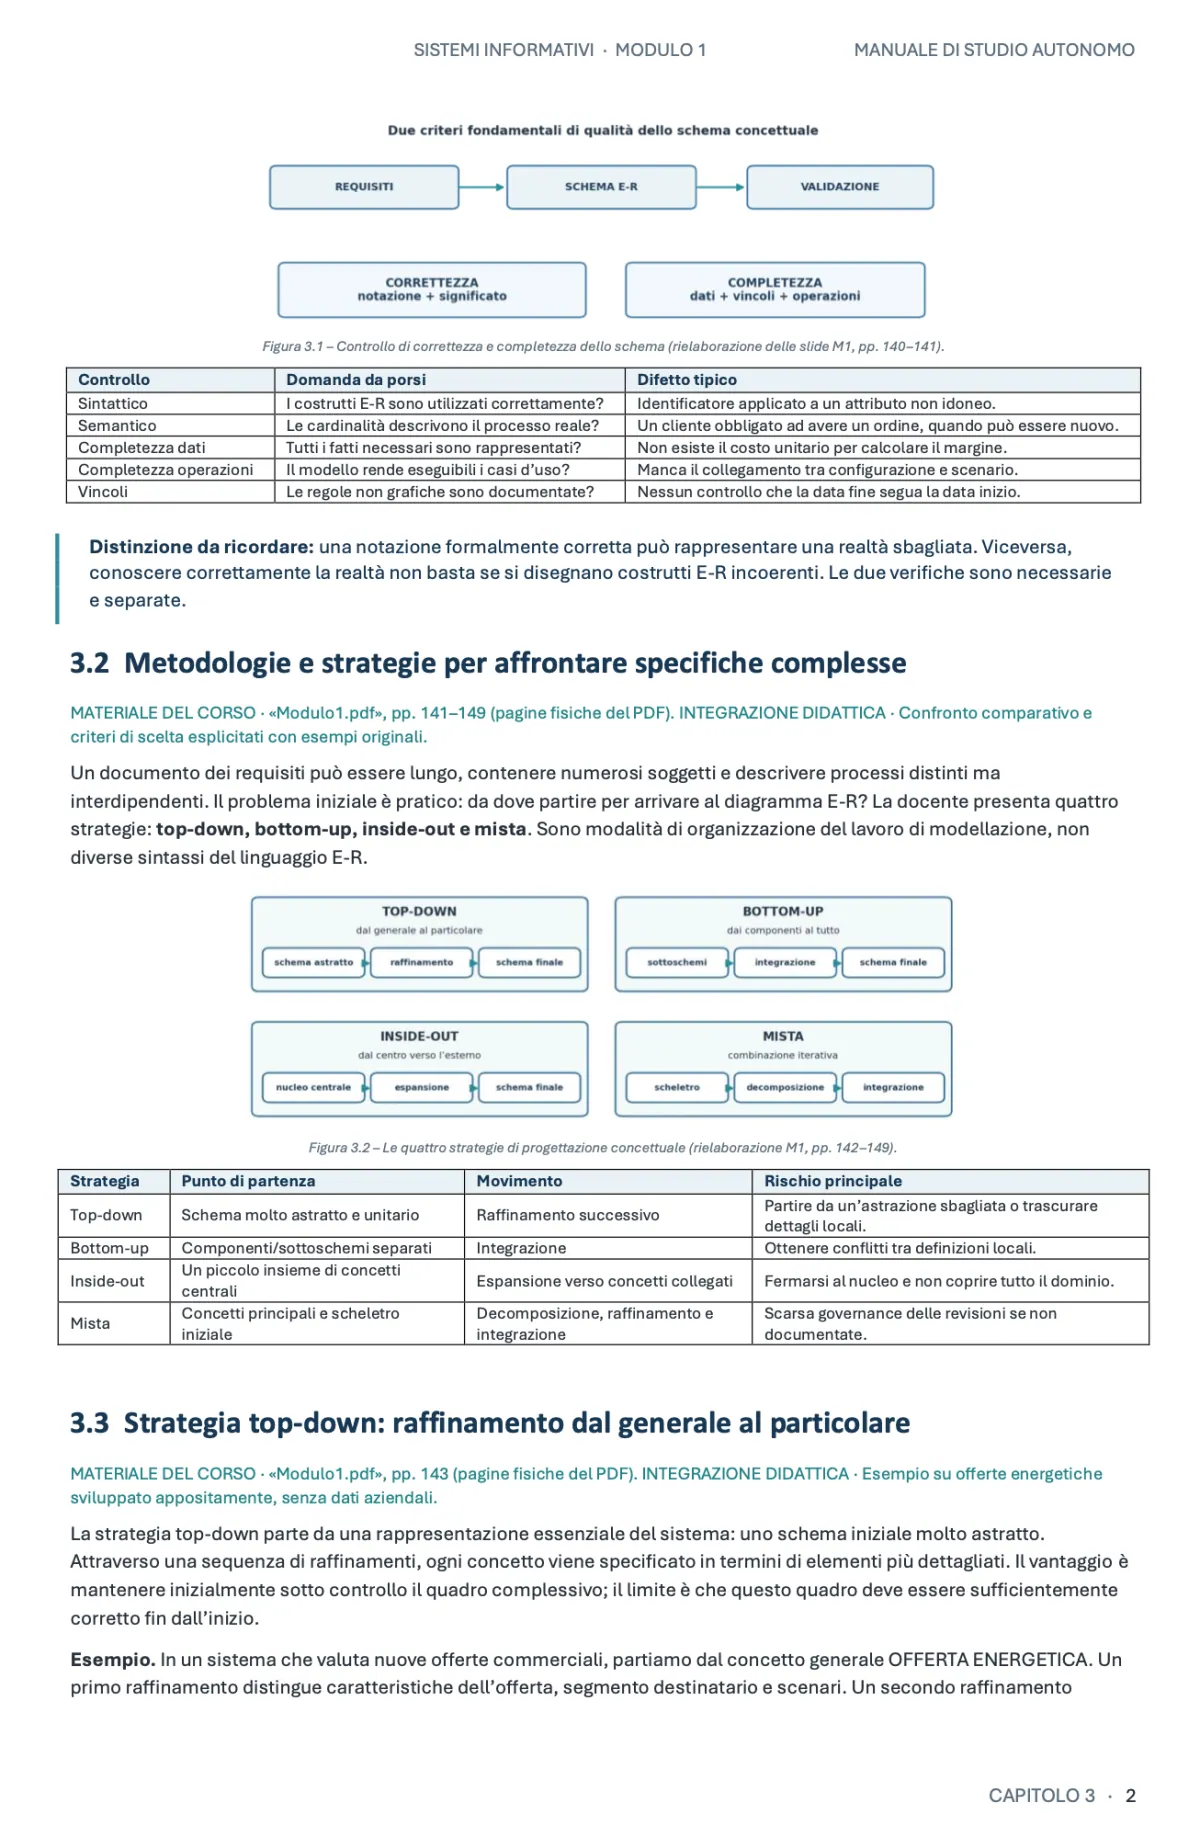 SISTEMI INFORMATIVI · MODULO 1 MANUALE DI STUDIO AUTONOMO
Due criteri fondamentali di qualità dello schema concettuale
REQUISITI SCHEMA E-R VALIDAZIONE
CORRETTEZZA
notazione + significato
COMPLETEZZA
dati + vincoli + operazioni
Figura 3.1 – Controllo di correttezza e completezza dello schema (rielaborazione delle slide M1, pp. 140–141).
Controllo Domanda da porsi Difetto tipico
Sintattico I costrutti E-R sono utilizzati correttamente? Identificatore applicato a un attributo non idoneo.
Semantico Le cardinalità descrivono il processo reale? Un cliente obbligato ad avere un ordine, quando può essere nuovo.
Completezza dati Tutti i fatti necessari sono rappresentati? Non esiste il costo unitario per calcolare il margine.
Completezza operazioni Il modello rende eseguibili i casi d’uso? Manca il collegamento tra configurazione e scenario.
Vincoli Le regole non grafiche sono documentate? Nessun controllo che la data fine segua la data inizio.
Distinzione da ricordare: una notazione formalmente corretta può rappresentare una realtà sbagliata. Viceversa,
conoscere correttamente la realtà non basta se si disegnano costrutti E-R incoerenti. Le due verifiche sono necessarie
e separate.
3.2 Metodologie e strategie per affrontare specifiche complesse
MATERIALE DEL CORSO · «Modulo1.pdf», pp. 141–149 (pagine fisiche del PDF). INTEGRAZIONE DIDATTICA · Confronto comparativo e
criteri di scelta esplicitati con esempi originali.
Un documento dei requisiti può essere lungo, contenere numerosi soggetti e descrivere processi distinti ma
interdipendenti. Il problema iniziale è pratico: da dove partire per arrivare al diagramma E-R? La docente presenta quattro
strategie: top-down, bottom-up, inside-out e mista. Sono modalità di organizzazione del lavoro di modellazione, non
diverse sintassi del linguaggio E-R.
TOP-DOWN
dal generale al particolare
schema astratto raffinamento schema finale
BOTTOM-UP
dai componenti al tutto
sottoschemi integrazione schema finale
INSIDE-OUT
dal centro verso l’esterno
nucleo centrale espansione schema finale
MISTA
combinazione iterativa
scheletro decomposizione integrazione
Figura 3.2 – Le quattro strategie di progettazione concettuale (rielaborazione M1, pp. 142–149).
Strategia Punto di partenza Movimento Rischio principale
Top-down Schema molto astratto e unitario Raffinamento successivo Partire da un’astrazione sbagliata o trascurare
dettagli locali.
Bottom-up Componenti/sottoschemi separati Integrazione Ottenere conflitti tra definizioni locali.
Inside-out Un piccolo insieme di concetti
centrali Espansione verso concetti collegati Fermarsi al nucleo e non coprire tutto il dominio.
Mista Concetti principali e scheletro
iniziale Decomposizione, raffinamento e
integrazione Scarsa governance delle revisioni se non
documentate.
3.3 Strategia top-down: raffinamento dal generale al particolare
MATERIALE DEL CORSO · «Modulo1.pdf», pp. 143 (pagine fisiche del PDF). INTEGRAZIONE DIDATTICA · Esempio su offerte energetiche
sviluppato appositamente, senza dati aziendali.
La strategia top-down parte da una rappresentazione essenziale del sistema: uno schema iniziale molto astratto.
Attraverso una sequenza di raffinamenti, ogni concetto viene specificato in termini di elementi più dettagliati. Il vantaggio è
mantenere inizialmente sotto controllo il quadro complessivo; il limite è che questo quadro deve essere sufficientemente
corretto fin dall’inizio.
Esempio. In un sistema che valuta nuove offerte commerciali, partiamo dal concetto generale OFFERTA ENERGETICA. Un
primo raffinamento distingue caratteristiche dell’offerta, segmento destinatario e scenari. Un secondo raffinamento
CAPITOLO 3 · 2